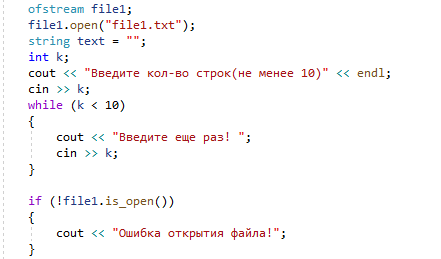 ofstream file1;
file1.open("file1.txt");
string text = "";
int k;
cout << "Введите кол-во строк(не менее 10)" << endl;
cin >> k;
while (k < 10)
{
cout << "Введите еще раз! ";
cin >> k;
}
if (!file1.is_open())
{
cout << "Ошибка открытия файла!";
}